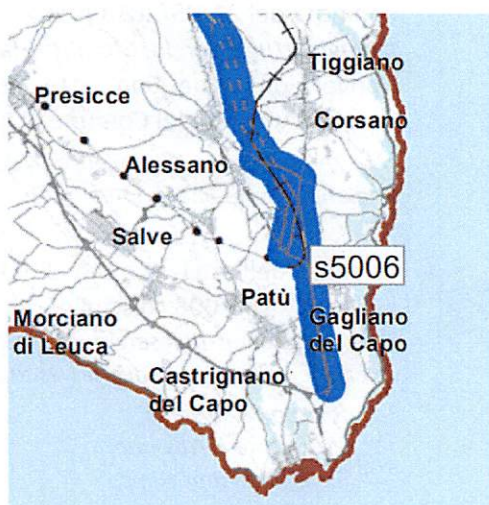 Tiggiano
Presicce
Corsano
Alessano
Salve
s5006
Patù
Morciano
di Leuca
Gagliano
del Capo
Castrignano
del Capo